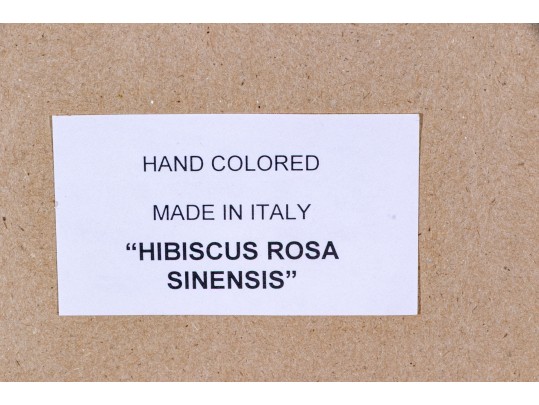 HAND COLORED
MADE IN ITALY
“HIBISCUS ROSA
SINENSIS”